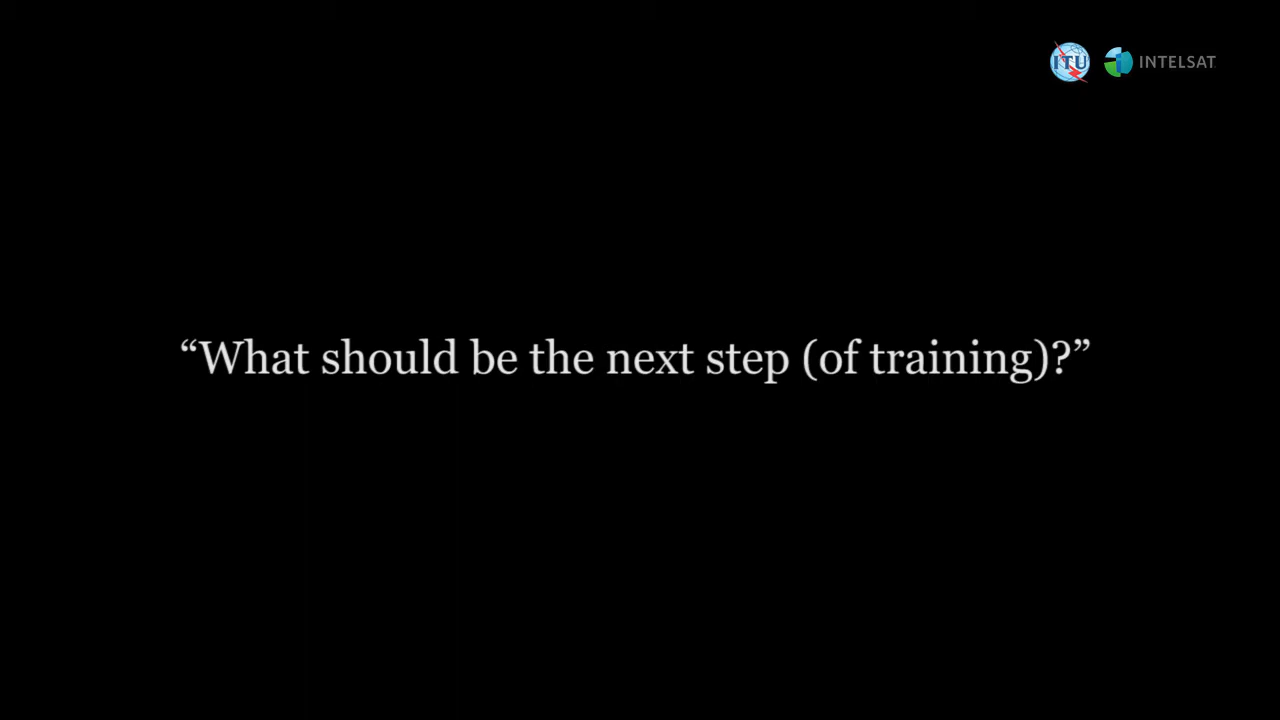 ITU INTELSAT
“What should be the next step (of training)?”